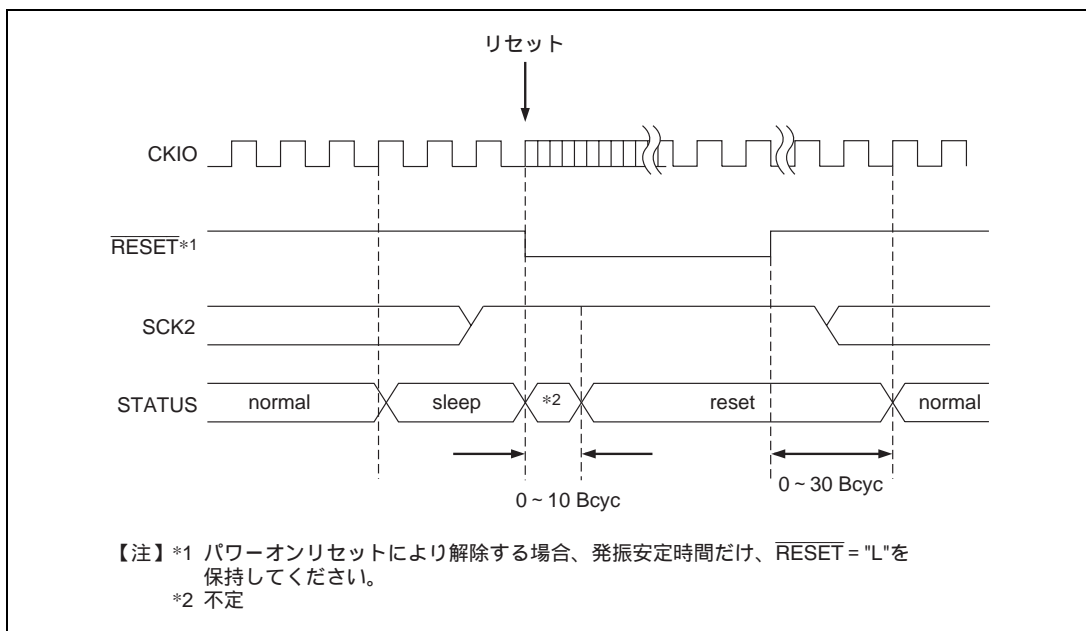 リセット
CKIO
RESET*1
SCK2
STATUS normal sleep *2 reset normal
0 ~ 10 Bcyc
0 ~ 30 Bcyc
【注】*1 パワーオンリセットにより解除する場合、発振安定時間だけ、RESET = "L"を
保持してください。
*2 不定